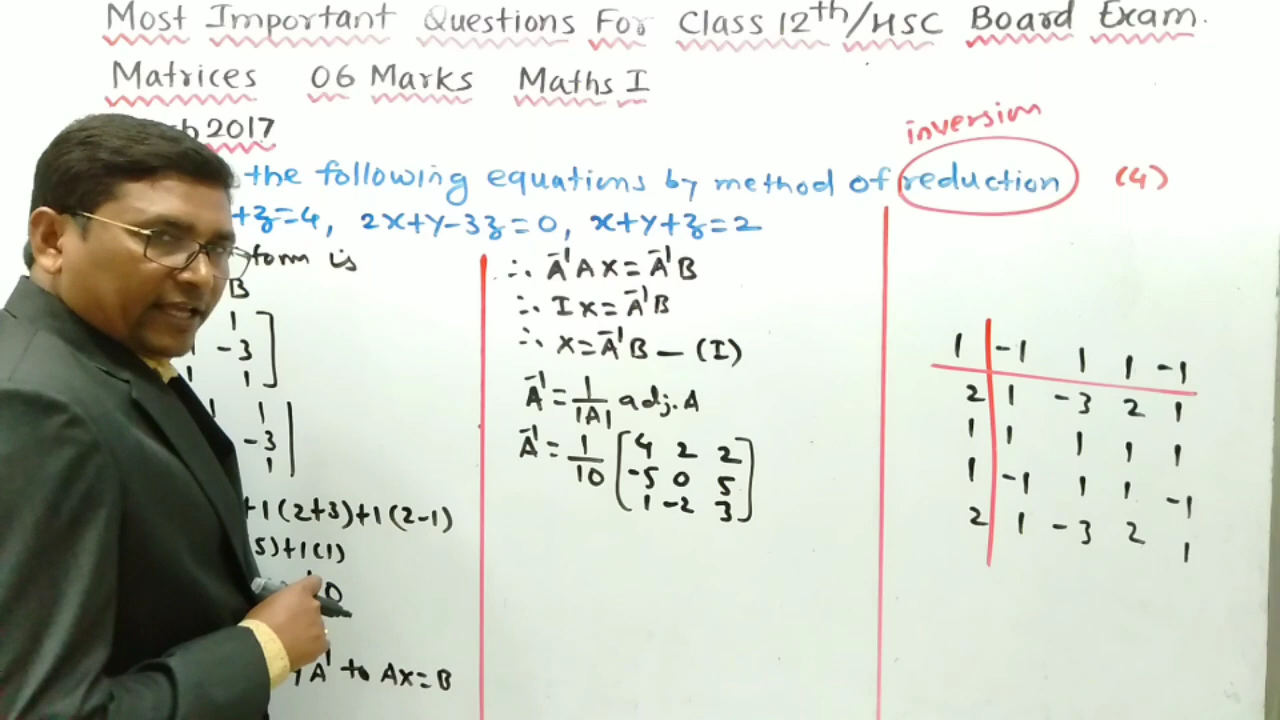 Most Important Questions For Class 12th/HSC Board Exam.
Matrices 06 Marks Maths I
2017
inversion
the following equations by method of reduction (4)
+z=4, 2x+y-3z=0, x+y+z=2
form is
B
1
-3
1
1 1
-3
1
+1(2+3)+1(2-1)
5)+1(1)
0
A⁻¹ to AX=B
∴ A⁻¹AX=A⁻¹B
∴ IX=A⁻¹B
∴ X=A⁻¹B — (I)
A⁻¹ = 1/|A| adj.A
A⁻¹ = 1/10 [4 2 2
-5 0 5
1 -2 3]
1 | -1 1 1 -1
2 | 1 -3 2 1
1 | 1 1 1 1
1 | -1 1 1 -1
2 | 1 -3 2 1